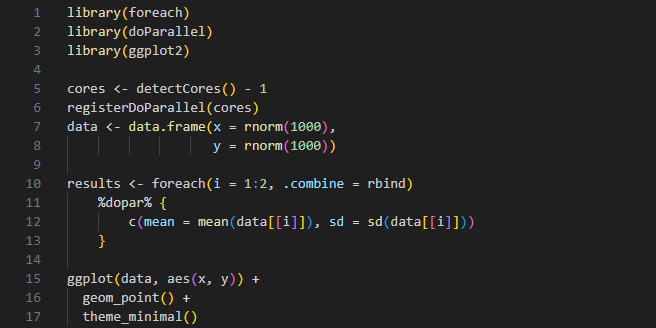 1 library(foreach)
2 library(doParallel)
3 library(ggplot2)
4
5 cores <- detectCores() - 1
6 registerDoParallel(cores)
7 data <- data.frame(x = rnorm(1000),
8                    y = rnorm(1000))
9
10 results <- foreach(i = 1:2, .combine = rbind)
11     %dopar% {
12         c(mean = mean(data[[i]]), sd = sd(data[[i]]))
13     }
14
15 ggplot(data, aes(x, y)) +
16   geom_point() +
17   theme_minimal()